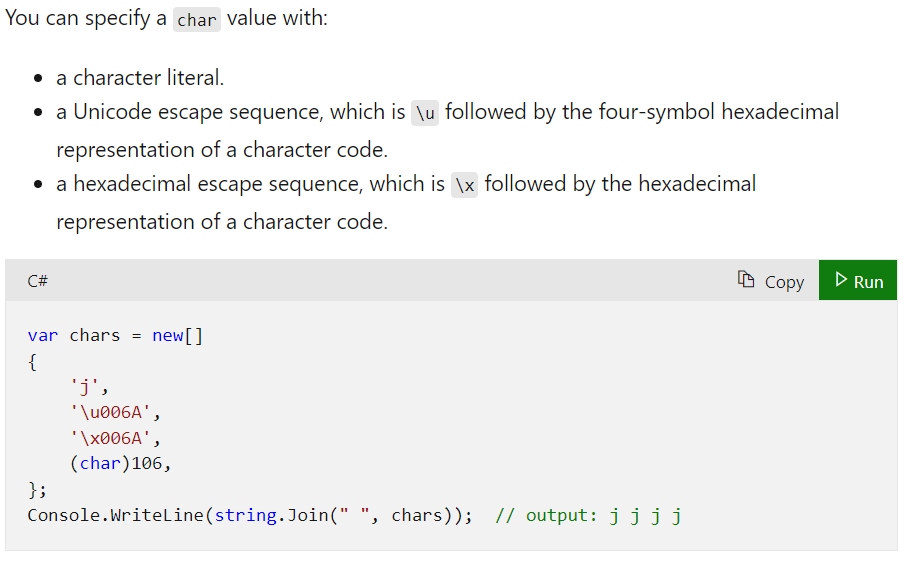 You can specify a char value with:
• a character literal.
• a Unicode escape sequence, which is \u followed by the four-symbol hexadecimal
representation of a character code.
• a hexadecimal escape sequence, which is \x followed by the hexadecimal
representation of a character code.
C# Copy Run
var chars = new[]
{
    'j',
    '\u006A',
    '\x006A',
    (char)106,
};
Console.WriteLine(string.Join(" ", chars));  // output: j j j j